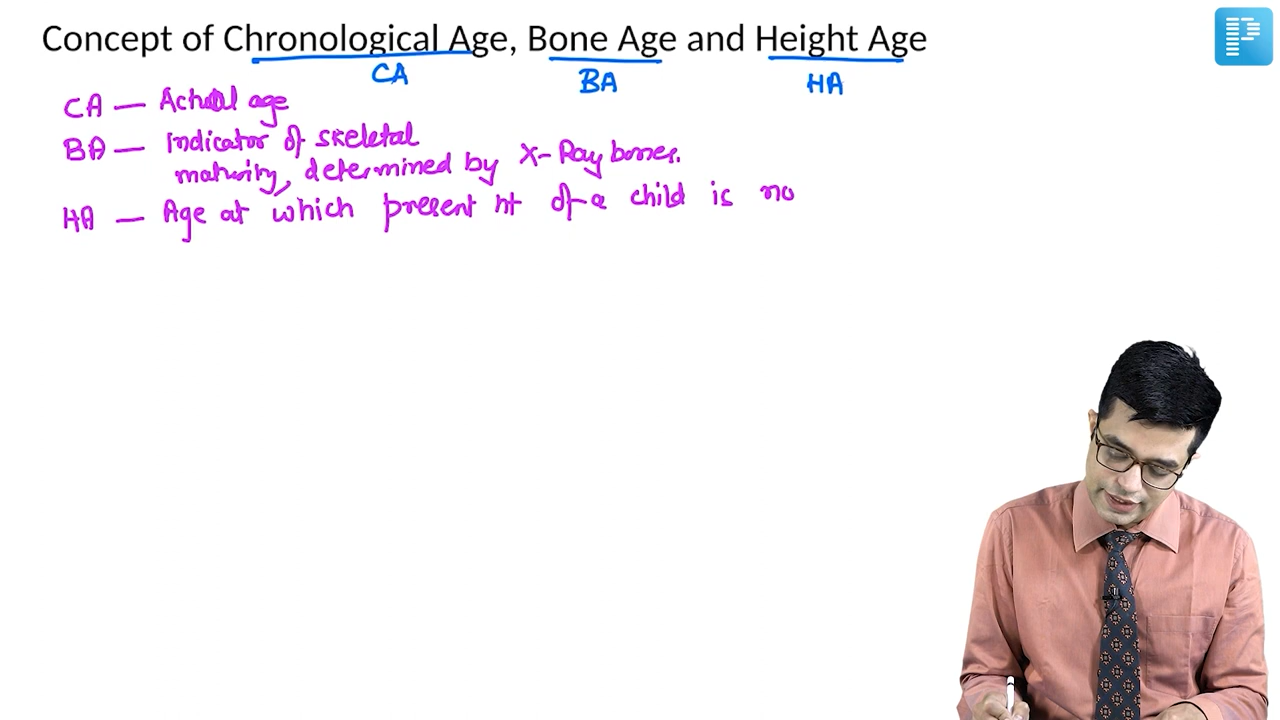 Concept of Chronological Age, Bone Age and Height Age
CA BA HA
CA — Actual age
BA — Indicator of skeletal
maturity, determined by X-Ray bones.
HA — Age at which present ht of a child is no